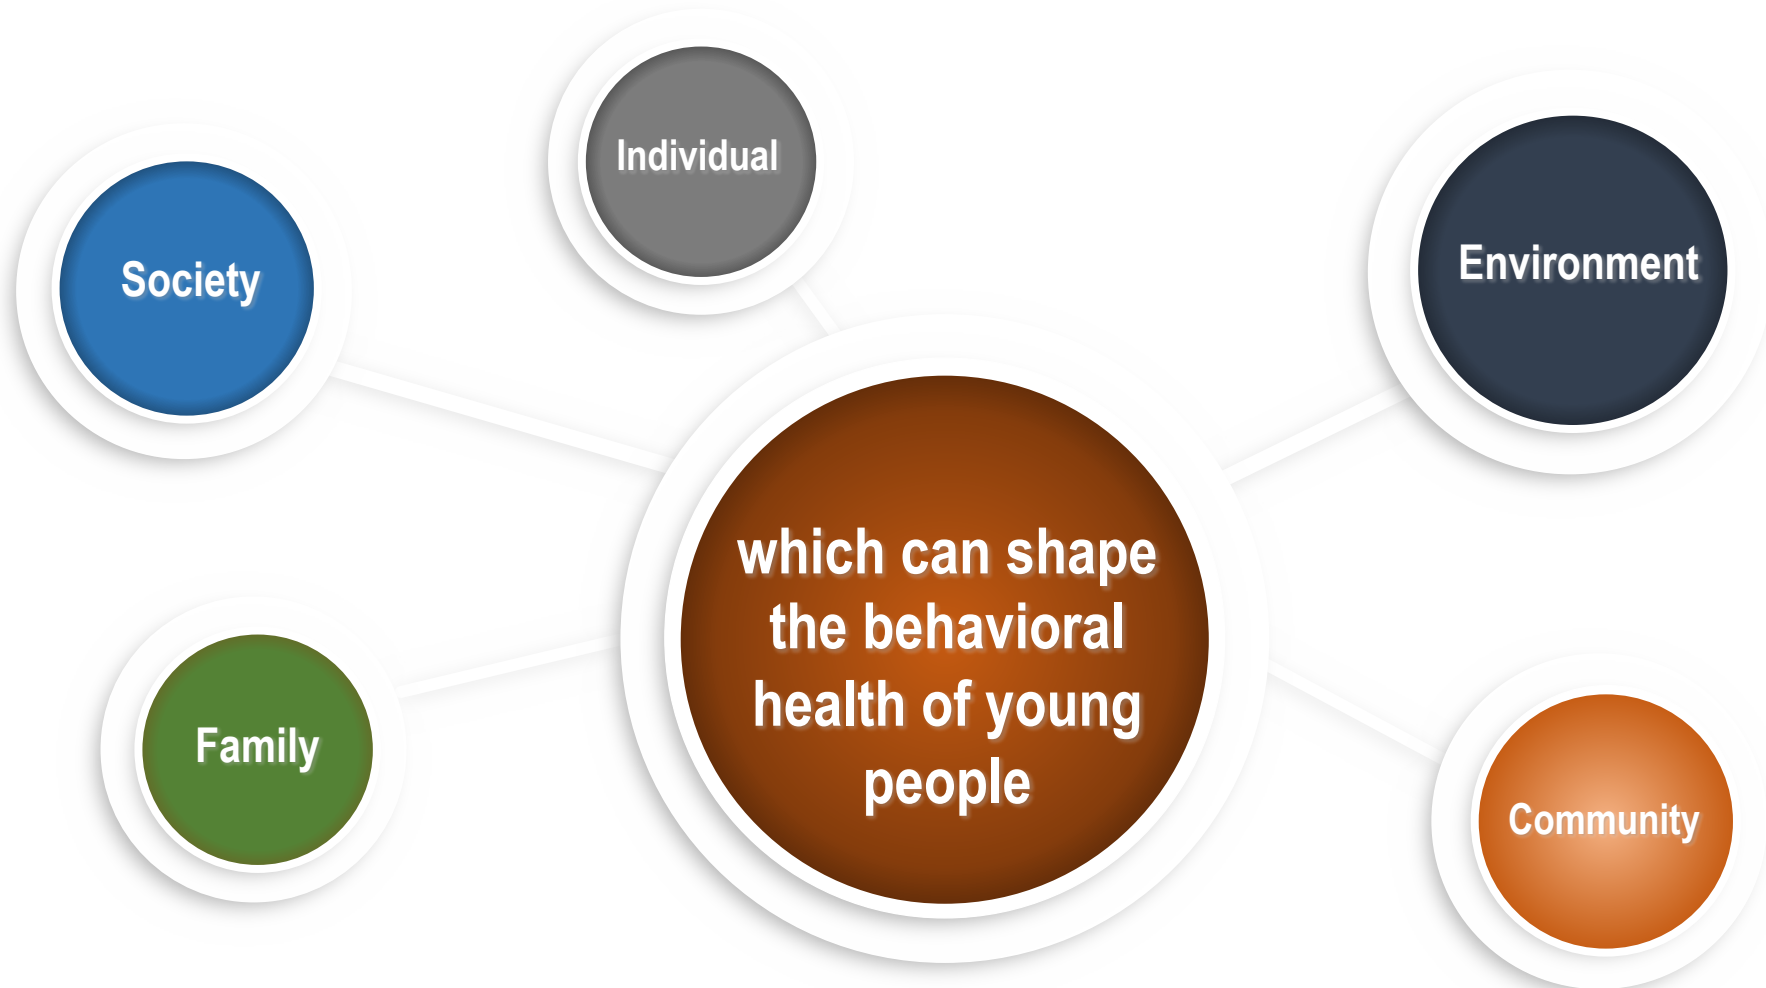 Individual
Society
Environment
which can shape
the behavioral
health of young
people
Family
Community